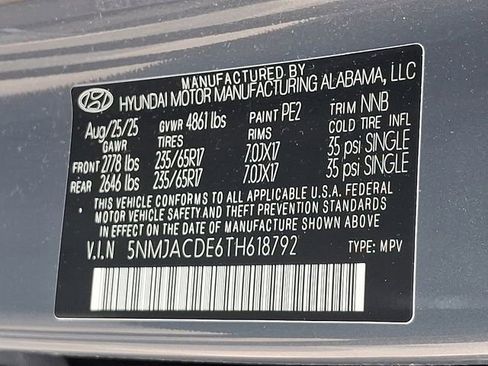 MANUFACTURED BY
HYUNDAI MOTOR MANUFACTURING ALABAMA, LLC
Aug/25/25 GVWR 4861 lbs PAINT PE2 TRIM NNB
GAWR TIRES RIMS COLD TIRE INFL
FRONT 2778 lbs 235/65R17 7.0JX17 35 psi SINGLE
REAR 2646 lbs 235/65R17 7.0JX17 35 psi SINGLE
THIS VEHICLE CONFORMS TO ALL APPLICABLE U.S.A. FEDERAL
MOTOR VEHICLE SAFETY AND THEFT PREVENTION STANDARDS
IN EFFECT ON THE DATE OF MANUFACTURE SHOWN ABOVE.
V.I.N 5NMJACDE6TH618792 TYPE: MPV